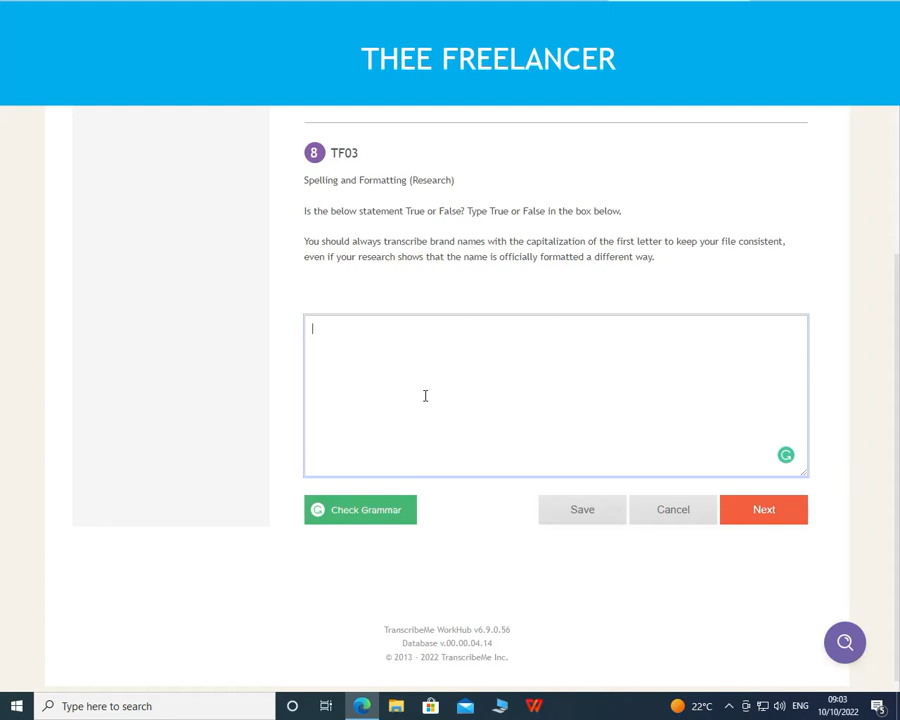 THEE FREELANCER
8 TF03
Spelling and Formatting (Research)
Is the below statement True or False? Type True or False in the box below.
You should always transcribe brand names with the capitalization of the first letter to keep your file consistent,
even if your research shows that the name is officially formatted a different way.
Check Grammar
Save
Cancel
Next
TranscribeMe WorkHub v6.9.0.56
Database v.00.00.04.14
© 2013 - 2022 TranscribeMe Inc.
Type here to search
22°C
ENG
09:03
10/10/2022
5